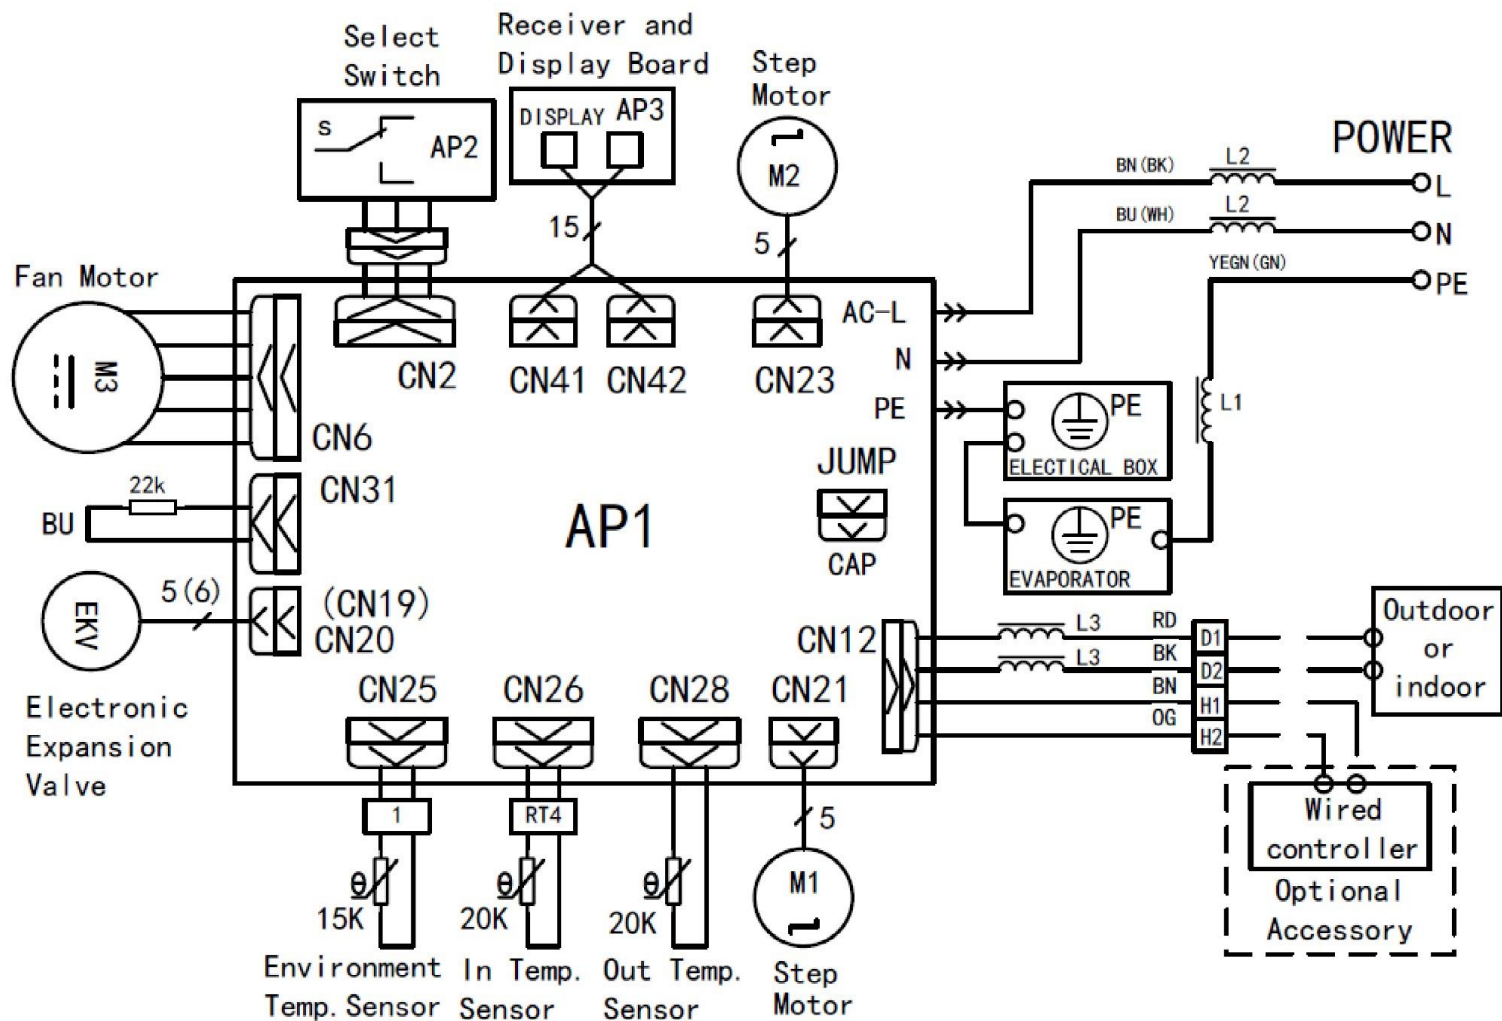 Select
Switch
Receiver and
Display Board
Step
Motor
S
AP2
DISPLAY AP3
M2
POWER
BN(BK)
L2
L
BU(WH)
L2
N
YEGN(GN)
PE
15
5
Fan Motor
M3
CN6
CN2
CN41
CN42
CN23
AC-L
N
PE
PE
ELECTICAL BOX
L1
22k
BU
CN31
AP1
JUMP
CAP
PE
EVAPORATOR
EKV
5(6)
(CN19)
CN20
Electronic
Expansion
Valve
CN25
CN26
CN28
CN21
CN12
L3
RD
D1
L3
BK
D2
BN
H1
OG
H2
Outdoor
or
indoor
1
RT4
θ
15K
θ
20K
θ
20K
5
M1
Environment
Temp. Sensor
In Temp.
Sensor
Out Temp.
Sensor
Step
Motor
Wired
controller
Optional
Accessory